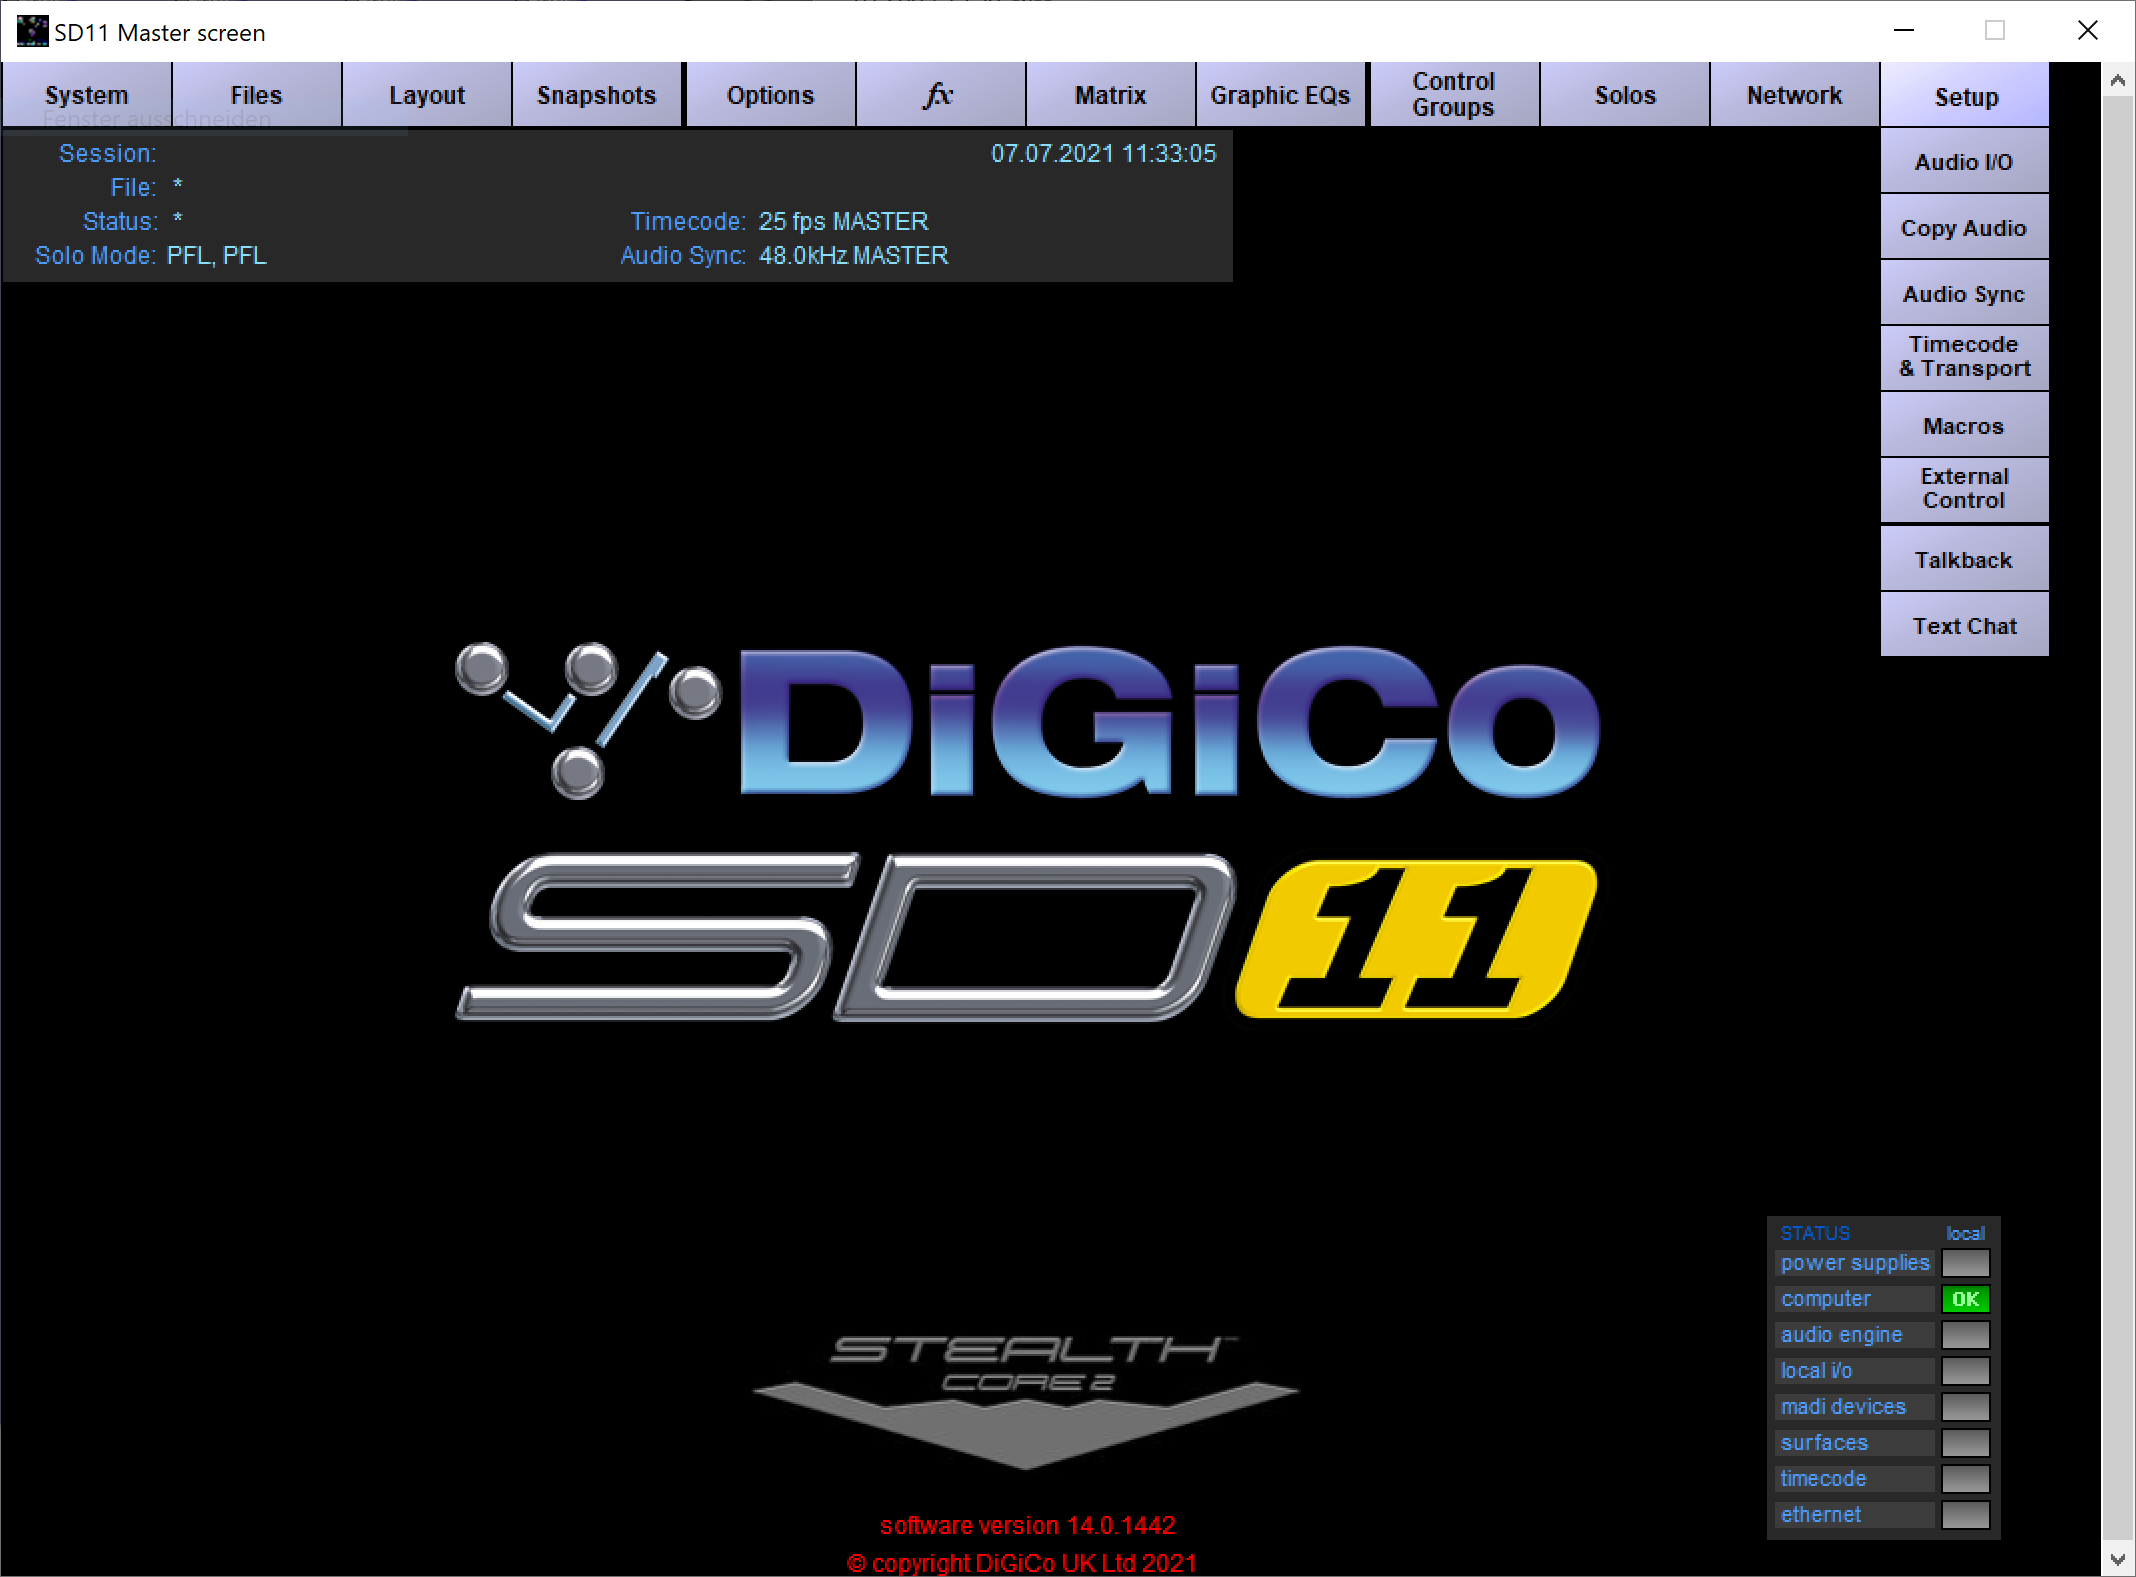 SD11 Master screen
System Files Layout Snapshots Options fx Matrix Graphic EQs Control Groups Solos Network Setup
Fenster ausschneiden
Session: 07.07.2021 11:33:05
File: *
Status: * Timecode: 25 fps MASTER
Solo Mode: PFL, PFL Audio Sync: 48.0kHz MASTER
Audio I/O
Copy Audio
Audio Sync
Timecode
& Transport
Macros
External
Control
Talkback
Text Chat
DiGiCo
SD11
STATUS local
power supplies
computer OK
audio engine
local i/o
madi devices
surfaces
timecode
ethernet
STEALTH™
CORE 2
software version 14.0.1442
© copyright DiGiCo UK Ltd 2021